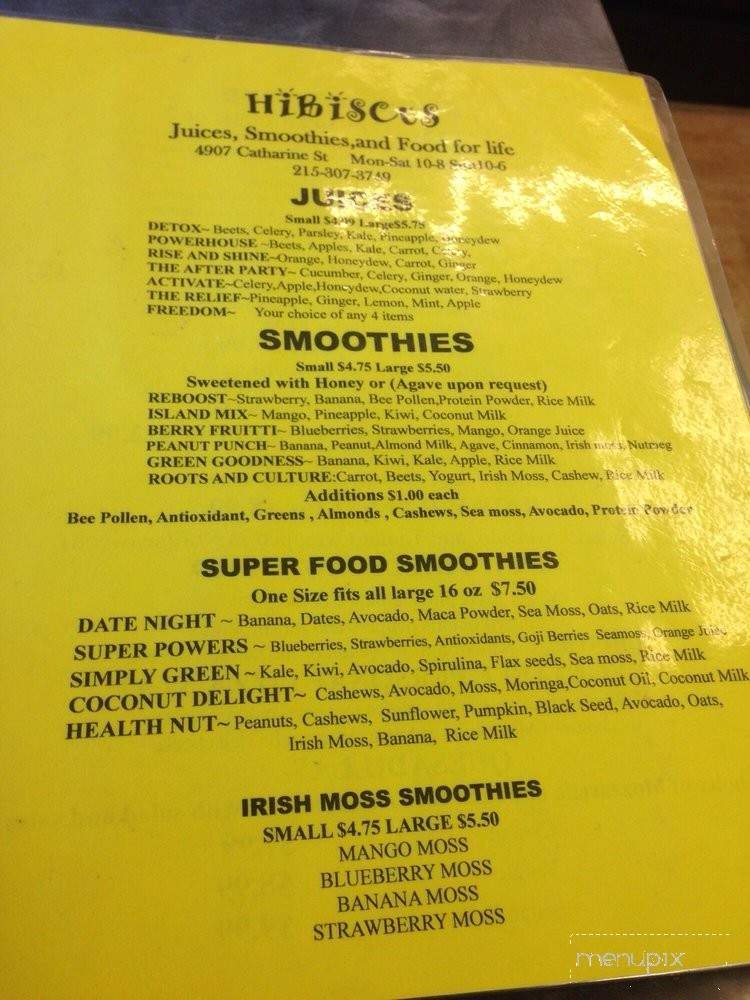 HiBiSCUS
Juices, Smoothies,and Food for life
4907 Catharine St Mon-Sat 10-8 Sun10-6
215-307-3749
JUICES
Small $4.99 Large$5.75
DETOX~ Beets, Celery, Parsley, Kale, Pineapple, Honeydew
POWERHOUSE ~Beets, Apples, Kale, Carrot, Celery,
RISE AND SHINE~Orange, Honeydew, Carrot, Ginger
THE AFTER PARTY~ Cucumber, Celery, Ginger, Orange, Honeydew
ACTIVATE~Celery,Apple,Honeydew,Coconut water, Strawberry
THE RELIEF~Pineapple, Ginger, Lemon, Mint, Apple
FREEDOM~ Your choice of any 4 items
SMOOTHIES
Small $4.75 Large $5.50
Sweetened with Honey or (Agave upon request)
REBOOST~Strawberry, Banana, Bee Pollen,Protein Powder, Rice Milk
ISLAND MIX~ Mango, Pineapple, Kiwi, Coconut Milk
BERRY FRUITTI~ Blueberries, Strawberries, Mango, Orange Juice
PEANUT PUNCH~ Banana, Peanut,Almond Milk, Agave, Cinnamon, Irish moss, Nutmeg
GREEN GOODNESS~ Banana, Kiwi, Kale, Apple, Rice Milk
ROOTS AND CULTURE:Carrot, Beets, Yogurt, Irish Moss, Cashew, Rice Milk
Additions $1.00 each
Bee Pollen, Antioxidant, Greens , Almonds , Cashews, Sea moss, Avocado, Protein Powder
SUPER FOOD SMOOTHIES
One Size fits all large 16 oz $7.50
DATE NIGHT ~ Banana, Dates, Avocado, Maca Powder, Sea Moss, Oats, Rice Milk
SUPER POWERS ~ Blueberries, Strawberries, Antioxidants, Goji Berries Seamoss, Orange Juice
SIMPLY GREEN ~ Kale, Kiwi, Avocado, Spirulina, Flax seeds, Sea moss, Rice Milk
COCONUT DELIGHT~ Cashews, Avocado, Moss, Moringa,Coconut Oil, Coconut Milk
HEALTH NUT~ Peanuts, Cashews, Sunflower, Pumpkin, Black Seed, Avocado, Oats,
Irish Moss, Banana, Rice Milk
IRISH MOSS SMOOTHIES
SMALL $4.75 LARGE $5.50
MANGO MOSS
BLUEBERRY MOSS
BANANA MOSS
STRAWBERRY MOSS
menupix